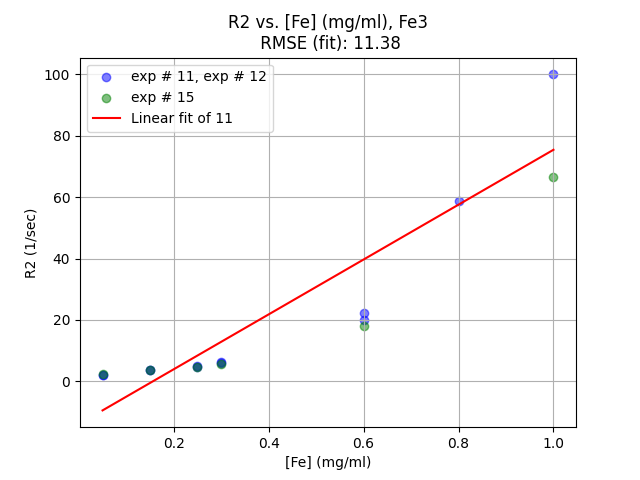 R2 vs. [Fe] (mg/ml), Fe3
RMSE (fit): 11.38
exp # 11, exp # 12
exp # 15
Linear fit of 11
100
80
60
40
20
0
R2 (1/sec)
0.2 0.4 0.6 0.8 1.0
[Fe] (mg/ml)